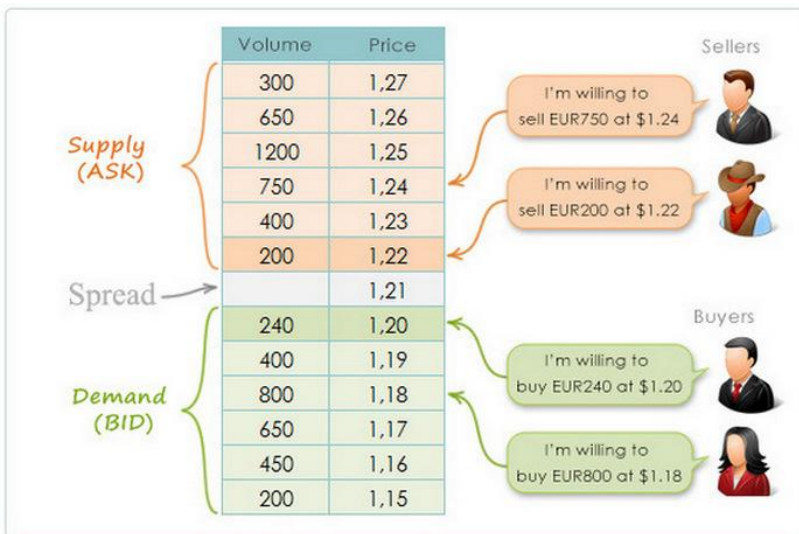 Volume Price
300 1,27
650 1,26
1200 1,25
750 1,24
400 1,23
200 1,22
1,21
240 1,20
400 1,19
800 1,18
650 1,17
450 1,16
200 1,15
Supply
(ASK)
Spread
Demand
(BID)
Sellers
I'm willing to
sell EUR750 at $1.24
I'm willing to
sell EUR200 at $1.22
Buyers
I'm willing to
buy EUR240 at $1.20
I'm willing to
buy EUR800 at $1.18